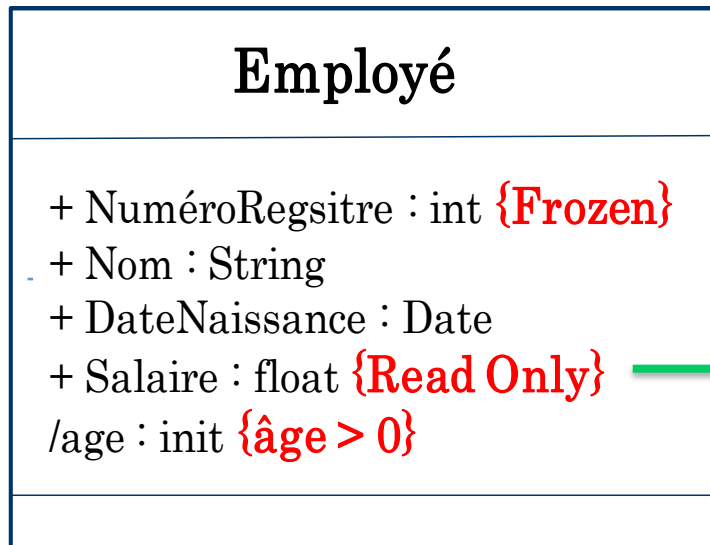 Employé
+ NuméroRegsitre : int {Frozen}
+ Nom : String
+ DateNaissance : Date
+ Salaire : float {Read Only}
/age : init {âge > 0}